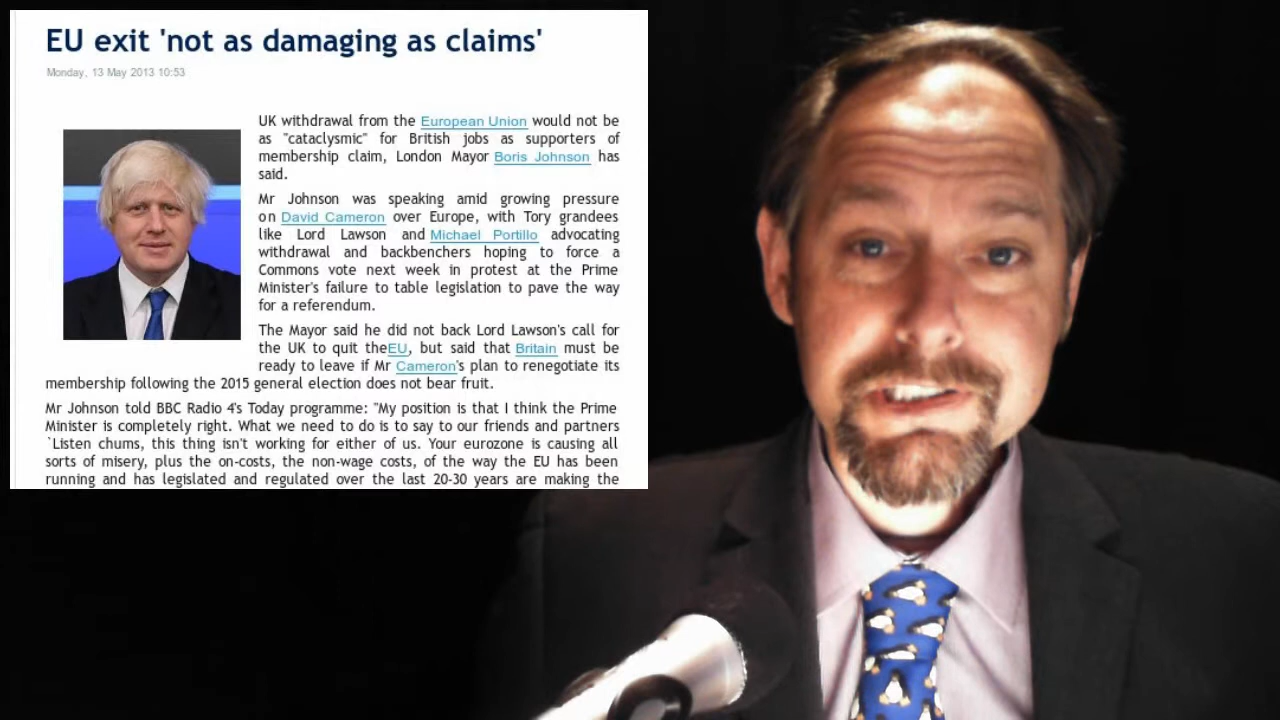 EU exit 'not as damaging as claims'
Monday, 13 May 2013 10:53
UK withdrawal from the European Union would not be
as "cataclysmic" for British jobs as supporters of
membership claim, London Mayor Boris Johnson has
said.
Mr Johnson was speaking amid growing pressure
on David Cameron over Europe, with Tory grandees
like Lord Lawson and Michael Portillo advocating
withdrawal and backbenchers hoping to force a
Commons vote next week in protest at the Prime
Minister's failure to table legislation to pave the way
for a referendum.
The Mayor said he did not back Lord Lawson's call for
the UK to quit theEU, but said that Britain must be
ready to leave if Mr Cameron's plan to renegotiate its
membership following the 2015 general election does not bear fruit.
Mr Johnson told BBC Radio 4's Today programme: "My position is that I think the Prime
Minister is completely right. What we need to do is to say to our friends and partners
`Listen chums, this thing isn't working for either of us. Your eurozone is causing all
sorts of misery, plus the on-costs, the non-wage costs, of the way the EU has been
running and has legislated and regulated over the last 20-30 years are making the